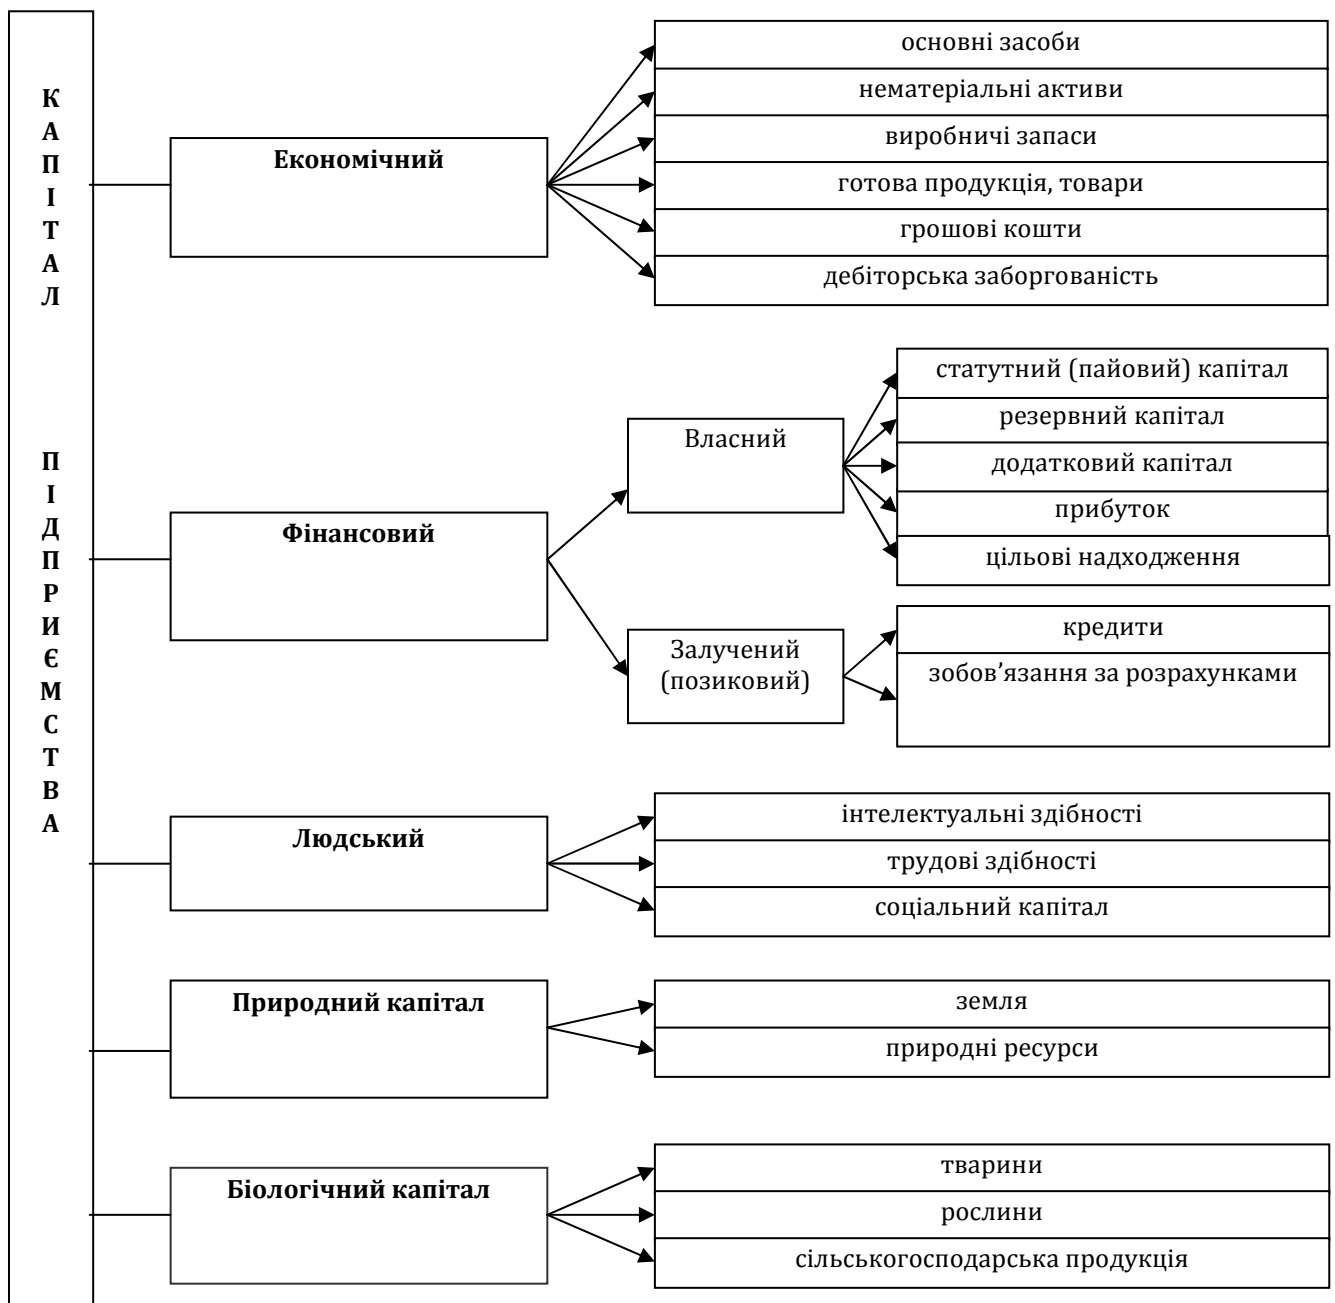 КАПІТАЛ ПІДПРИЄМСТВА
Економічний
основні засоби
нематеріальні активи
виробничі запаси
готова продукція, товари
грошові кошти
дебіторська заборгованість
Фінансовий
Власний
статутний (пайовий) капітал
резервний капітал
додатковий капітал
прибуток
цільові надходження
Залучений
(позиковий)
кредити
зобов’язання за розрахунками
Людський
інтелектуальні здібності
трудові здібності
соціальний капітал
Природний капітал
земля
природні ресурси
Біологічний капітал
тварини
рослини
сільськогосподарська продукція